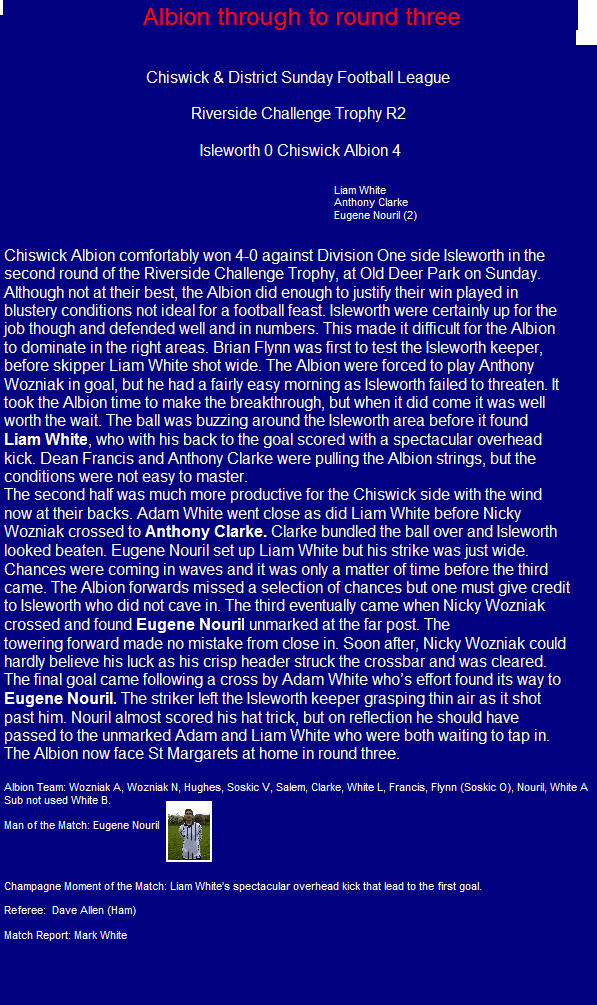 Albion through to round three
Chiswick & District Sunday Football League
Riverside Challenge Trophy R2
Isleworth 0 Chiswick Albion 4
Liam White
Anthony Clarke
Eugene Nouril (2)
Chiswick Albion comfortably won 4-0 against Division One side Isleworth in the
second round of the Riverside Challenge Trophy, at Old Deer Park on Sunday.
Although not at their best, the Albion did enough to justify their win played in
blustery conditions not ideal for a football feast. Isleworth were certainly up for the
job though and defended well and in numbers. This made it difficult for the Albion
to dominate in the right areas. Brian Flynn was first to test the Isleworth keeper,
before skipper Liam White shot wide. The Albion were forced to play Anthony
Wozniak in goal, but he had a fairly easy morning as Isleworth failed to threaten. It
took the Albion time to make the breakthrough, but when it did come it was well
worth the wait. The ball was buzzing around the Isleworth area before it found
Liam White, who with his back to the goal scored with a spectacular overhead
kick. Dean Francis and Anthony Clarke were pulling the Albion strings, but the
conditions were not easy to master.
The second half was much more productive for the Chiswick side with the wind
now at their backs. Adam White went close as did Liam White before Nicky
Wozniak crossed to Anthony Clarke. Clarke bundled the ball over and Isleworth
looked beaten. Eugene Nouril set up Liam White but his strike was just wide.
Chances were coming in waves and it was only a matter of time before the third
came. The Albion forwards missed a selection of chances but one must give credit
to Isleworth who did not cave in. The third eventually came when Nicky Wozniak
crossed and found Eugene Nouril unmarked at the far post. The
towering forward made no mistake from close in. Soon after, Nicky Wozniak could
hardly believe his luck as his crisp header struck the crossbar and was cleared.
The final goal came following a cross by Adam White who's effort found its way to
Eugene Nouril. The striker left the Isleworth keeper grasping thin air as it shot
past him. Nouril almost scored his hat trick, but on reflection he should have
passed to the unmarked Adam and Liam White who were both waiting to tap in.
The Albion now face St Margarets at home in round three.
Albion Team: Wozniak A, Wozniak N, Hughes, Soskic V, Salem, Clarke, White L, Francis, Flynn (Soskic O), Nouril, White A
Sub not used White B.
Man of the Match: Eugene Nouril
Champagne Moment of the Match: Liam White's spectacular overhead kick that lead to the first goal.
Referee:  Dave Allen (Ham)
Match Report: Mark White